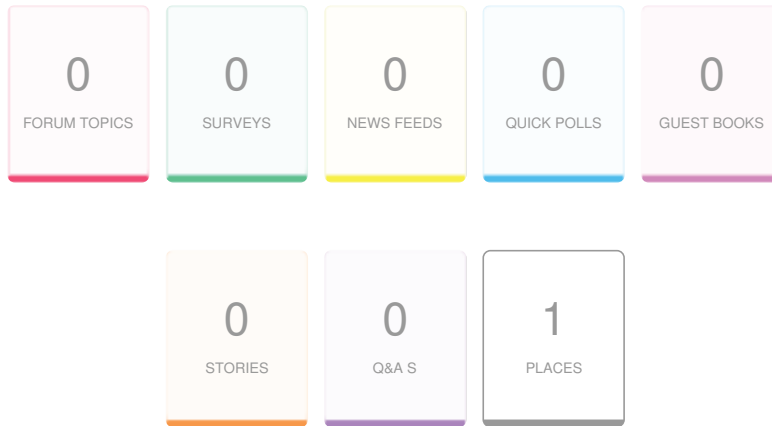 0 0 0 0 0
FORUM TOPICS SURVEYS NEWS FEEDS QUICK POLLS GUEST BOOKS
0 0 1
STORIES Q&A S PLACES